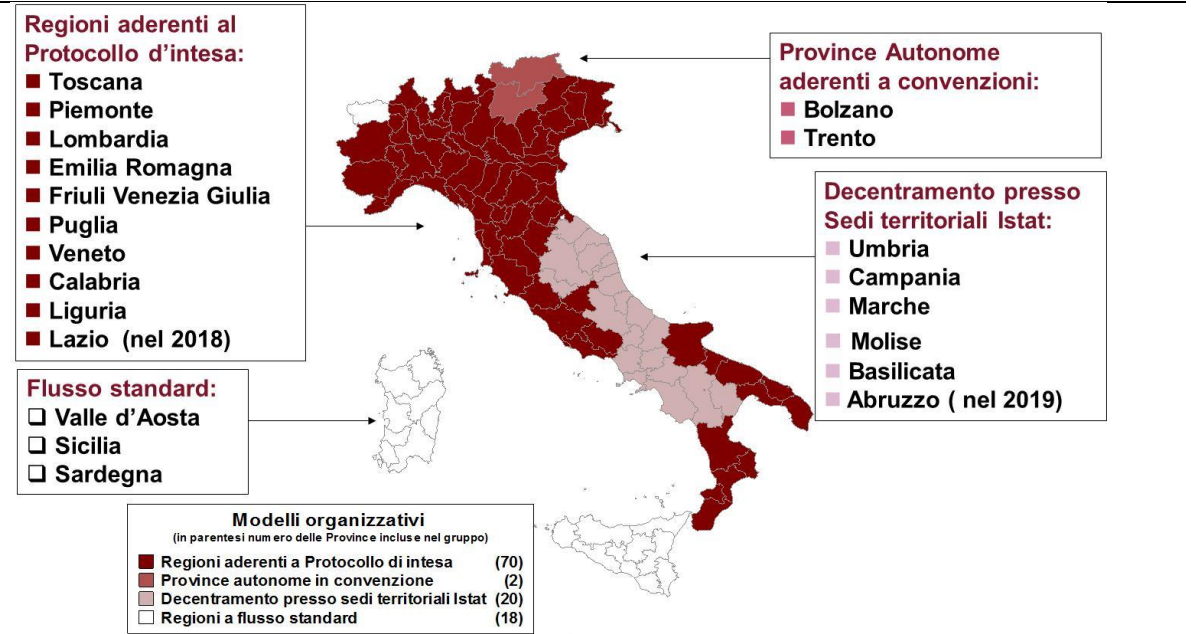 Regioni aderenti al
Protocollo d’intesa:
Toscana
Piemonte
Lombardia
Emilia Romagna
Friuli Venezia Giulia
Puglia
Veneto
Calabria
Liguria
Lazio (nel 2018)
Flusso standard:
Valle d’Aosta
Sicilia
Sardegna
Province Autonome
aderenti a convenzioni:
Bolzano
Trento
Decentramento presso
Sedi territoriali Istat:
Umbria
Campania
Marche
Molise
Basilicata
Abruzzo ( nel 2019)
Modelli organizzativi
(in parentesi numero delle Province incluse nel gruppo)
Regioni aderenti a Protocollo di intesa (70)
Province autonome in convenzione (2)
Decentramento presso sedi territoriali Istat (20)
Regioni a flusso standard (18)